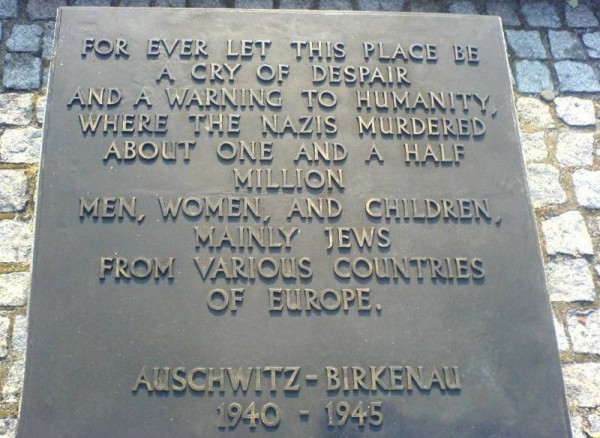 FOR EVER LET THIS PLACE BE
A CRY OF DESPAIR
AND A WARNING TO HUMANITY,
WHERE THE NAZIS MURDERED
ABOUT ONE AND A HALF
MILLION
MEN, WOMEN, AND CHILDREN,
MAINLY JEWS
FROM VARIOUS COUNTRIES
OF EUROPE.
AUSCHWITZ-BIRKENAU
1940 - 1945